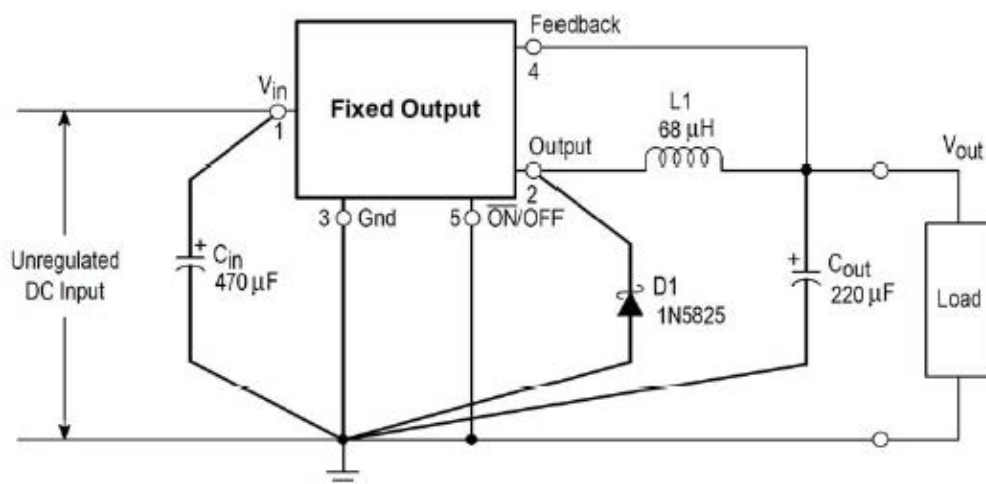 Feedback
4
Vin
1
Fixed Output
L1
68 μH
Output
2
Vout
3 Gnd
5 ON/OFF
Unregulated
DC Input
+ Cin
470 μF
D1
1N5825
+ Cout
220 μF
Load